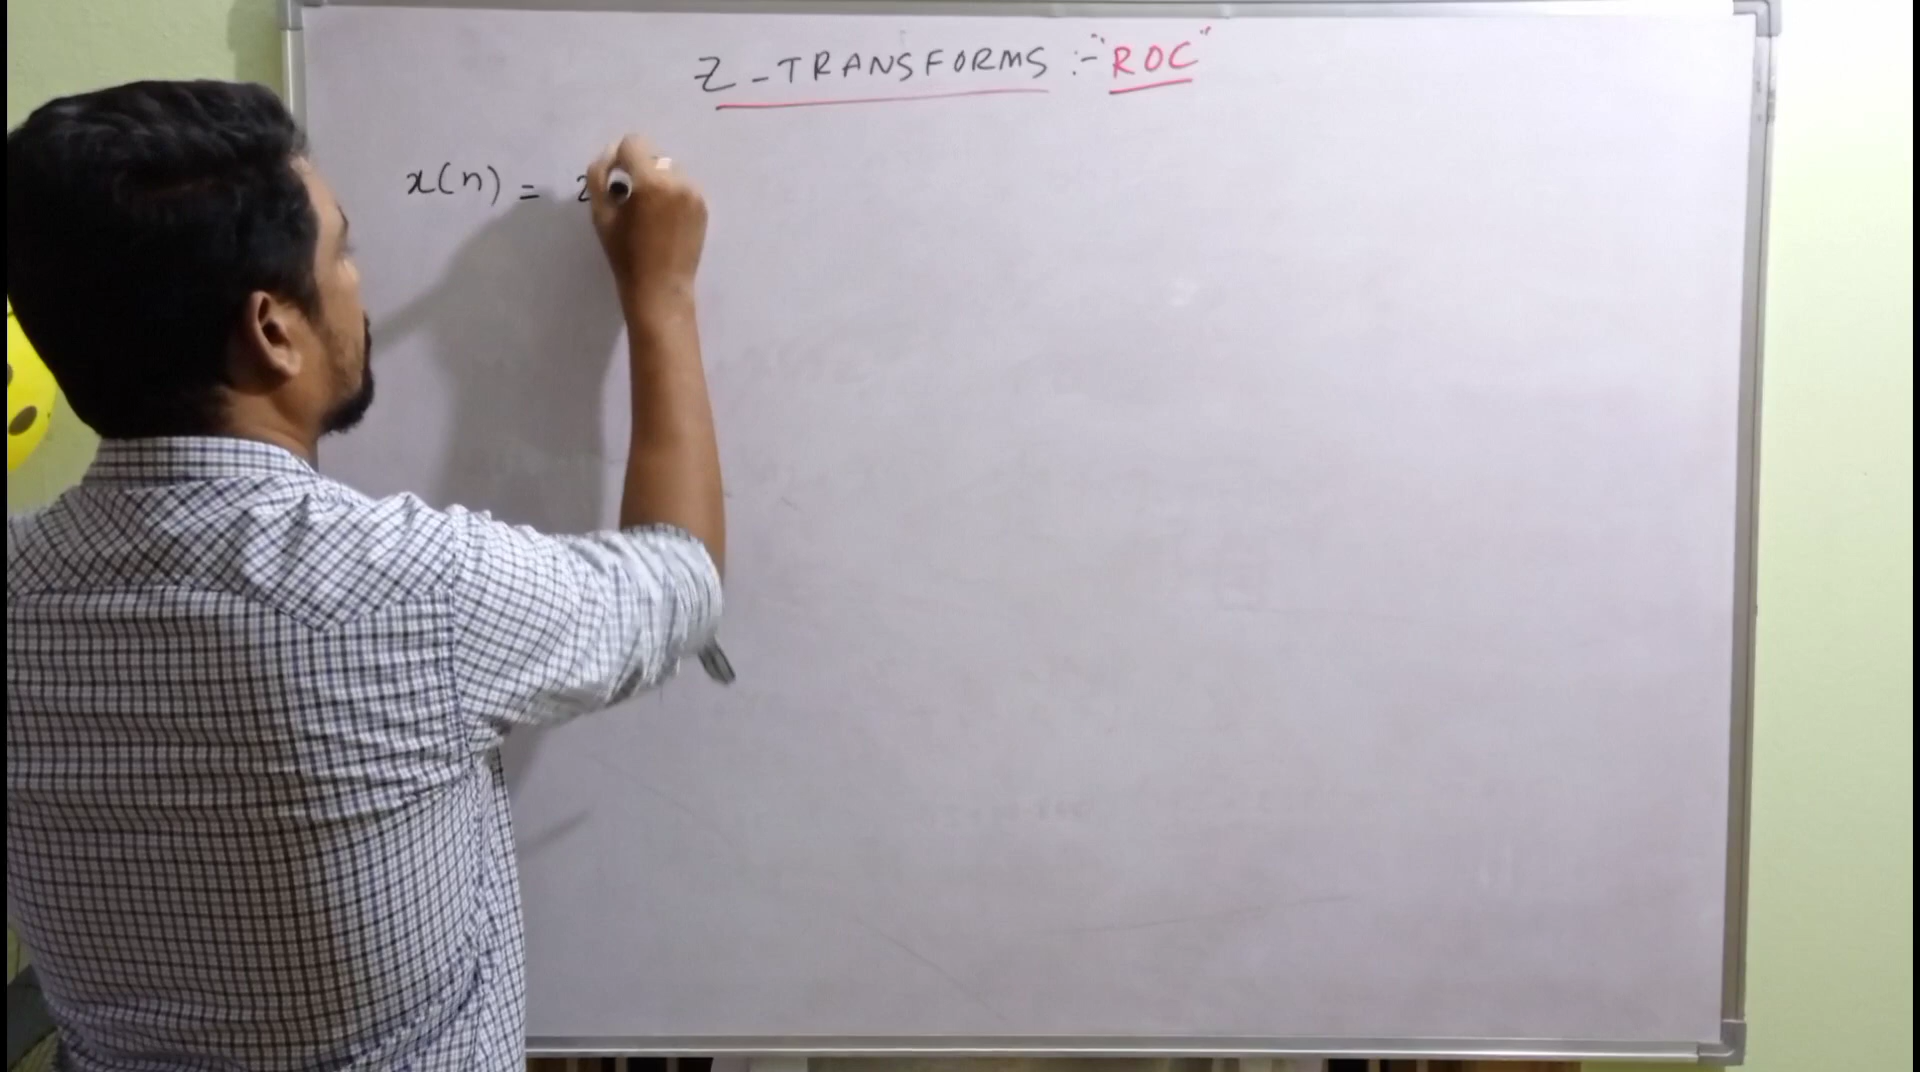 Z-TRANSFORMS :- "ROC"
x(n) = 2